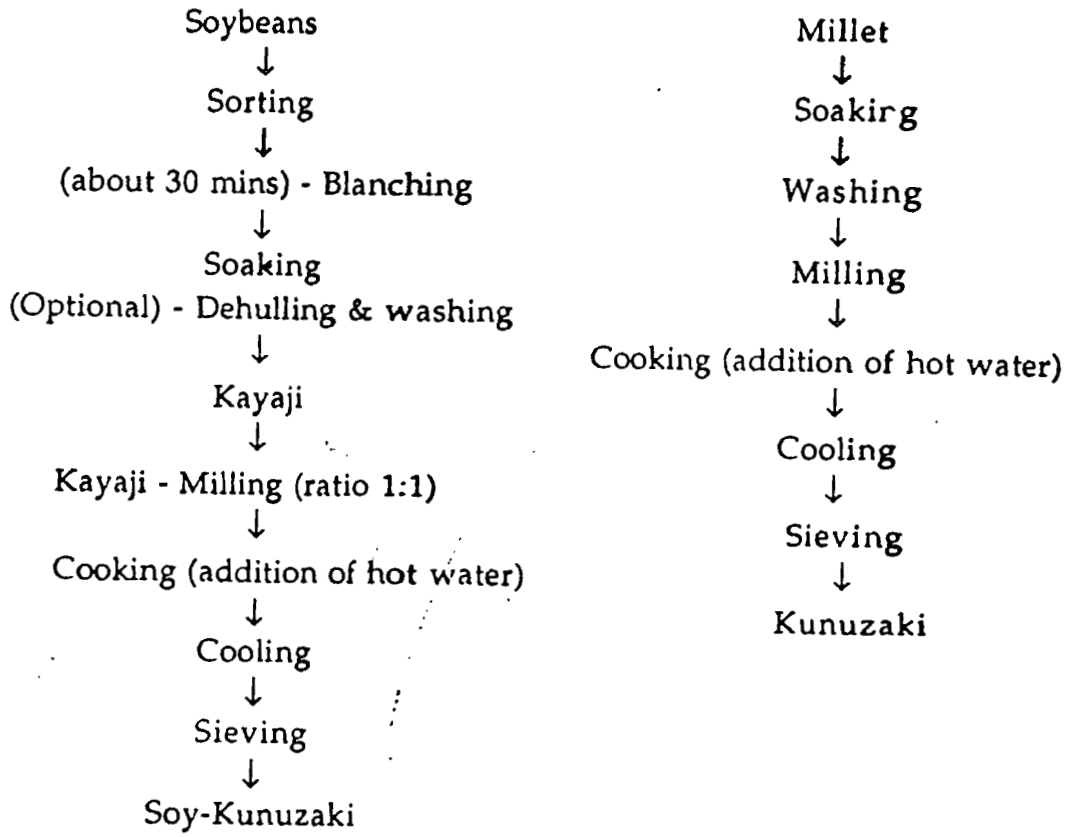 Soybeans
↓
Sorting
↓
(about 30 mins) - Blanching
↓
Soaking
(Optional) - Dehulling & washing
↓
Kayaji
↓
Kayaji - Milling (ratio 1:1)
↓
Cooking (addition of hot water)
↓
Cooling
↓
Sieving
↓
Soy-Kunuzaki
Millet
↓
Soaking
↓
Washing
↓
Milling
↓
Cooking (addition of hot water)
↓
Cooling
↓
Sieving
↓
Kunuzaki